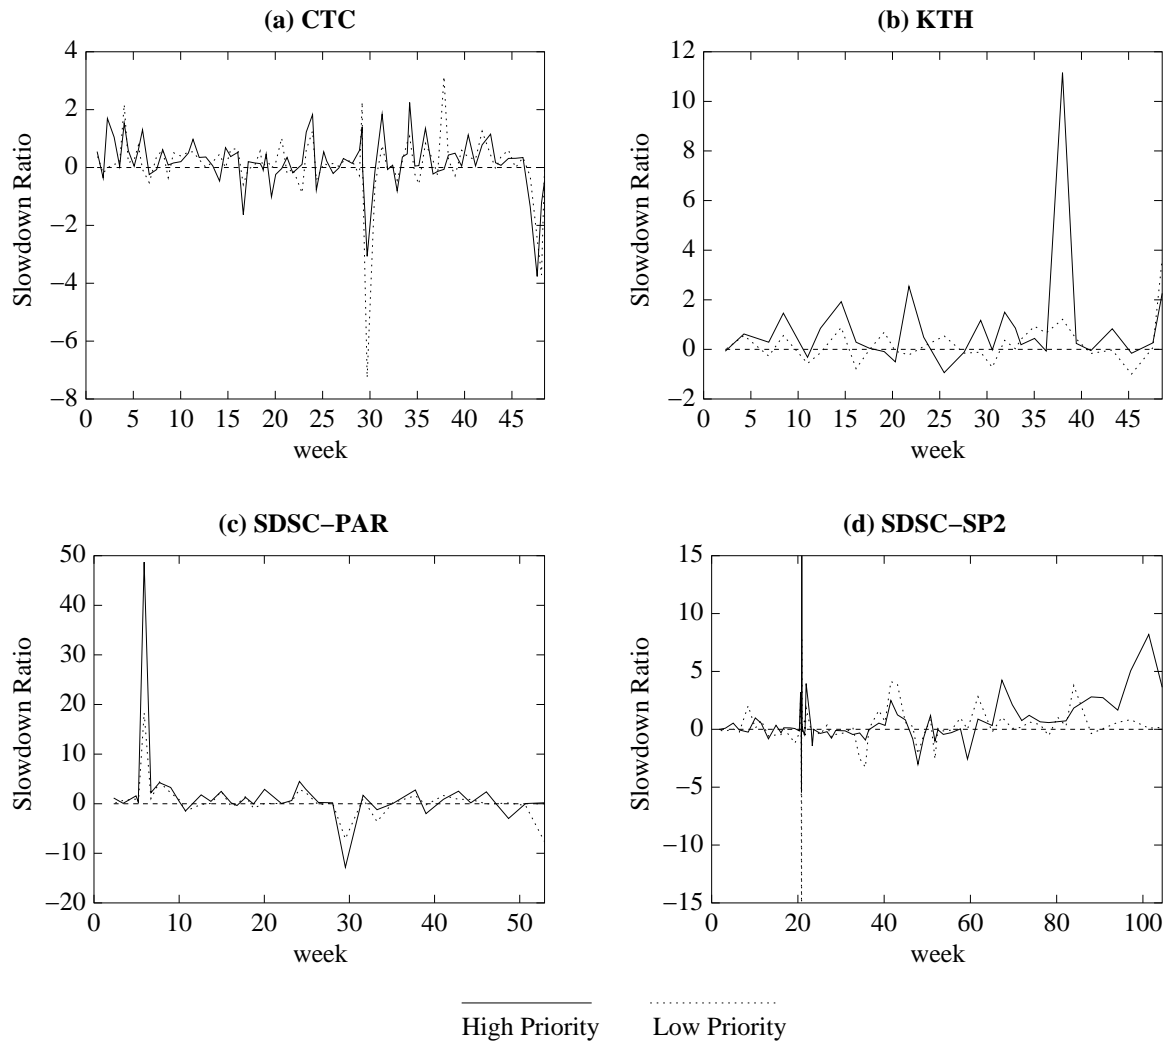 (a) CTC
4
2
0
−2
−4
−6
−8
0 5 10 15 20 25 30 35 40 45
Slowdown Ratio
week
(b) KTH
12
10
8
6
4
2
0
−2
0 5 10 15 20 25 30 35 40 45
Slowdown Ratio
week
(c) SDSC−PAR
50
40
30
20
10
0
−10
−20
0 10 20 30 40 50
Slowdown Ratio
week
(d) SDSC−SP2
15
10
5
0
−5
−10
−15
0 20 40 60 80 100
Slowdown Ratio
week
High Priority Low Priority